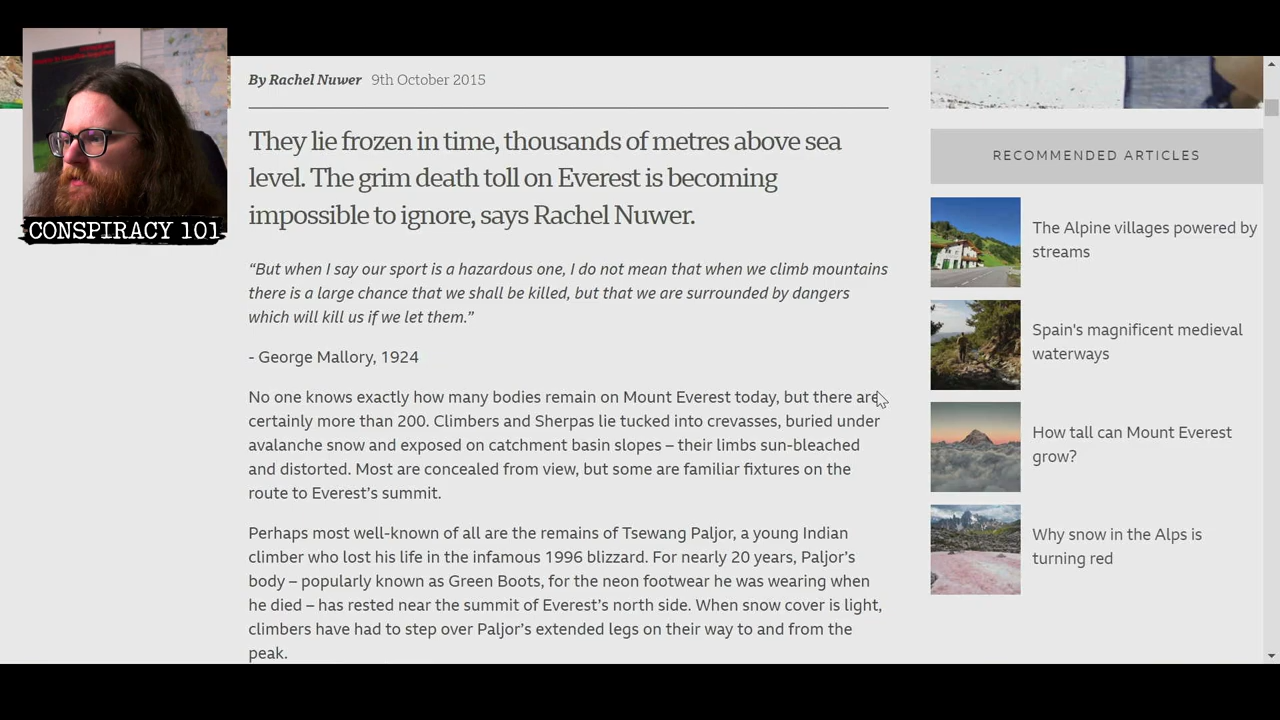 CONSPIRACY 101
By Rachel Nuwer 9th October 2015
They lie frozen in time, thousands of metres above sea
level. The grim death toll on Everest is becoming
impossible to ignore, says Rachel Nuwer.
“But when I say our sport is a hazardous one, I do not mean that when we climb mountains
there is a large chance that we shall be killed, but that we are surrounded by dangers
which will kill us if we let them.”
- George Mallory, 1924
No one knows exactly how many bodies remain on Mount Everest today, but there are
certainly more than 200. Climbers and Sherpas lie tucked into crevasses, buried under
avalanche snow and exposed on catchment basin slopes – their limbs sun-bleached
and distorted. Most are concealed from view, but some are familiar fixtures on the
route to Everest’s summit.
Perhaps most well-known of all are the remains of Tsewang Paljor, a young Indian
climber who lost his life in the infamous 1996 blizzard. For nearly 20 years, Paljor’s
body – popularly known as Green Boots, for the neon footwear he was wearing when
he died – has rested near the summit of Everest’s north side. When snow cover is light,
climbers have had to step over Paljor’s extended legs on their way to and from the
peak.
RECOMMENDED ARTICLES
The Alpine villages powered by
streams
Spain's magnificent medieval
waterways
How tall can Mount Everest
grow?
Why snow in the Alps is
turning red